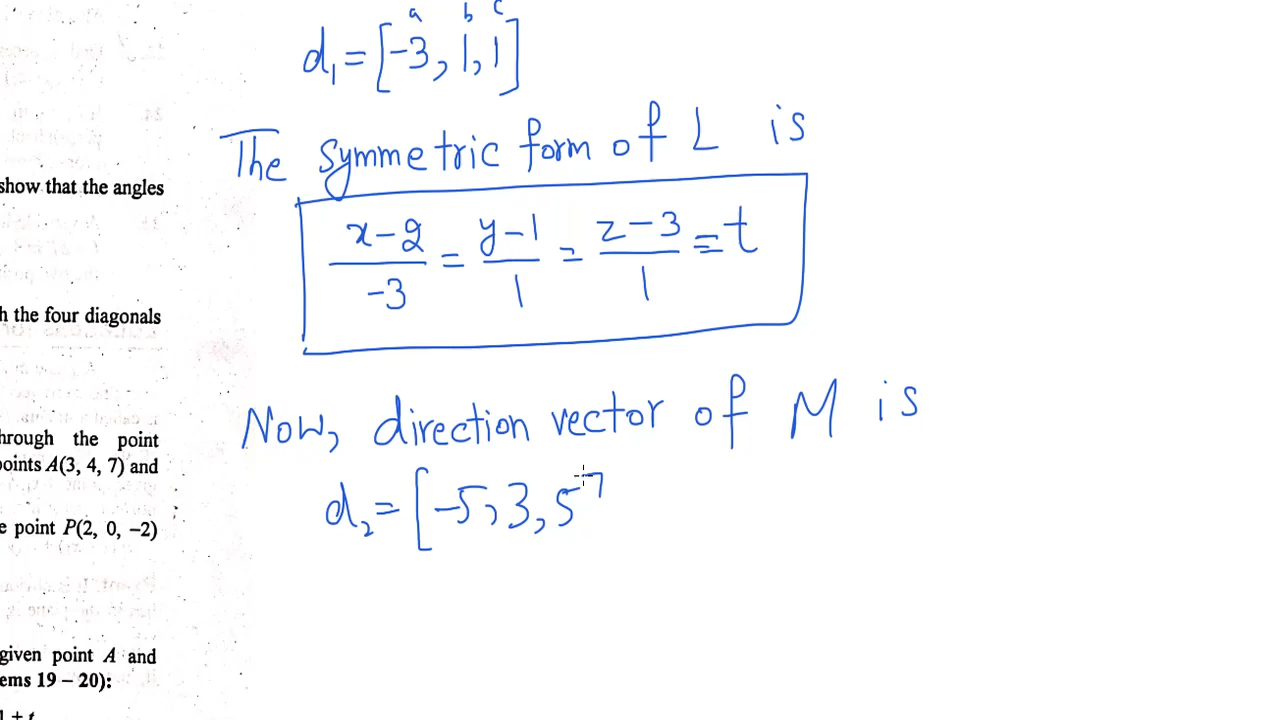 a b c
d₁ = [-3, 1, 1]
The symmetric form of L is
x-2/-3 = y-1/1 = z-3/1 = t
Now, direction vector of M is
d₂ = [-5, 3, 5
show that the angles
h the four diagonals
hrough the point
oints A(3, 4, 7) and
e point P(2, 0, –2)
given point A and
ems 19 – 20):
1 + t